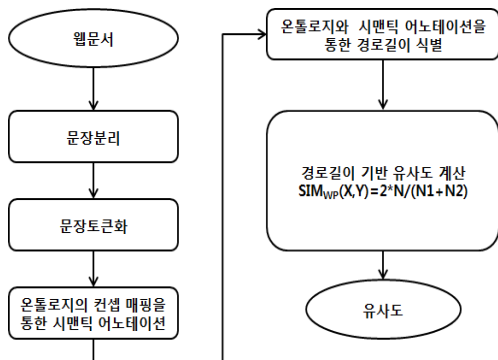 웹문서
문장분리
문장토큰화
온톨로지의 컨셉 매핑을
통한 시맨틱 어노테이션
온톨로지와 시맨틱 어노테이션을
통한 경로길이 식별
경로길이 기반 유사도 계산
SIM_WP(X,Y)=2*N/(N1+N2)
유사도